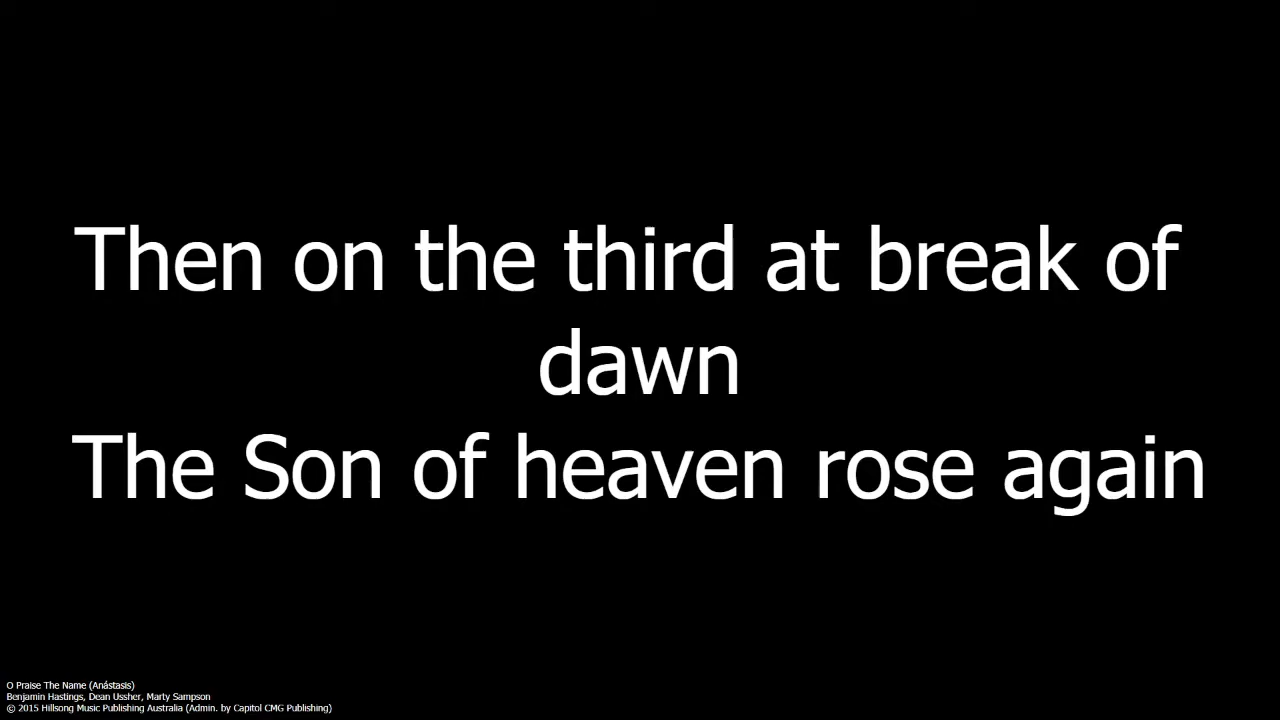 Then on the third at break of
dawn
The Son of heaven rose again
O Praise The Name (Anástasis)
Benjamin Hastings, Dean Ussher, Marty Sampson
© 2015 Hillsong Music Publishing Australia (Admin. by Capitol CMG Publishing)